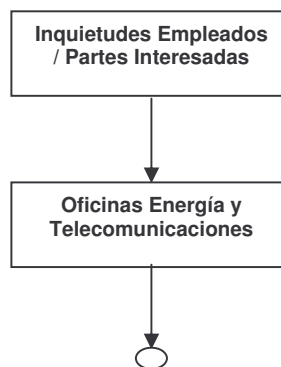 Inquietudes Empleados
/ Partes Interesadas
Oficinas Energía y
Telecomunicaciones